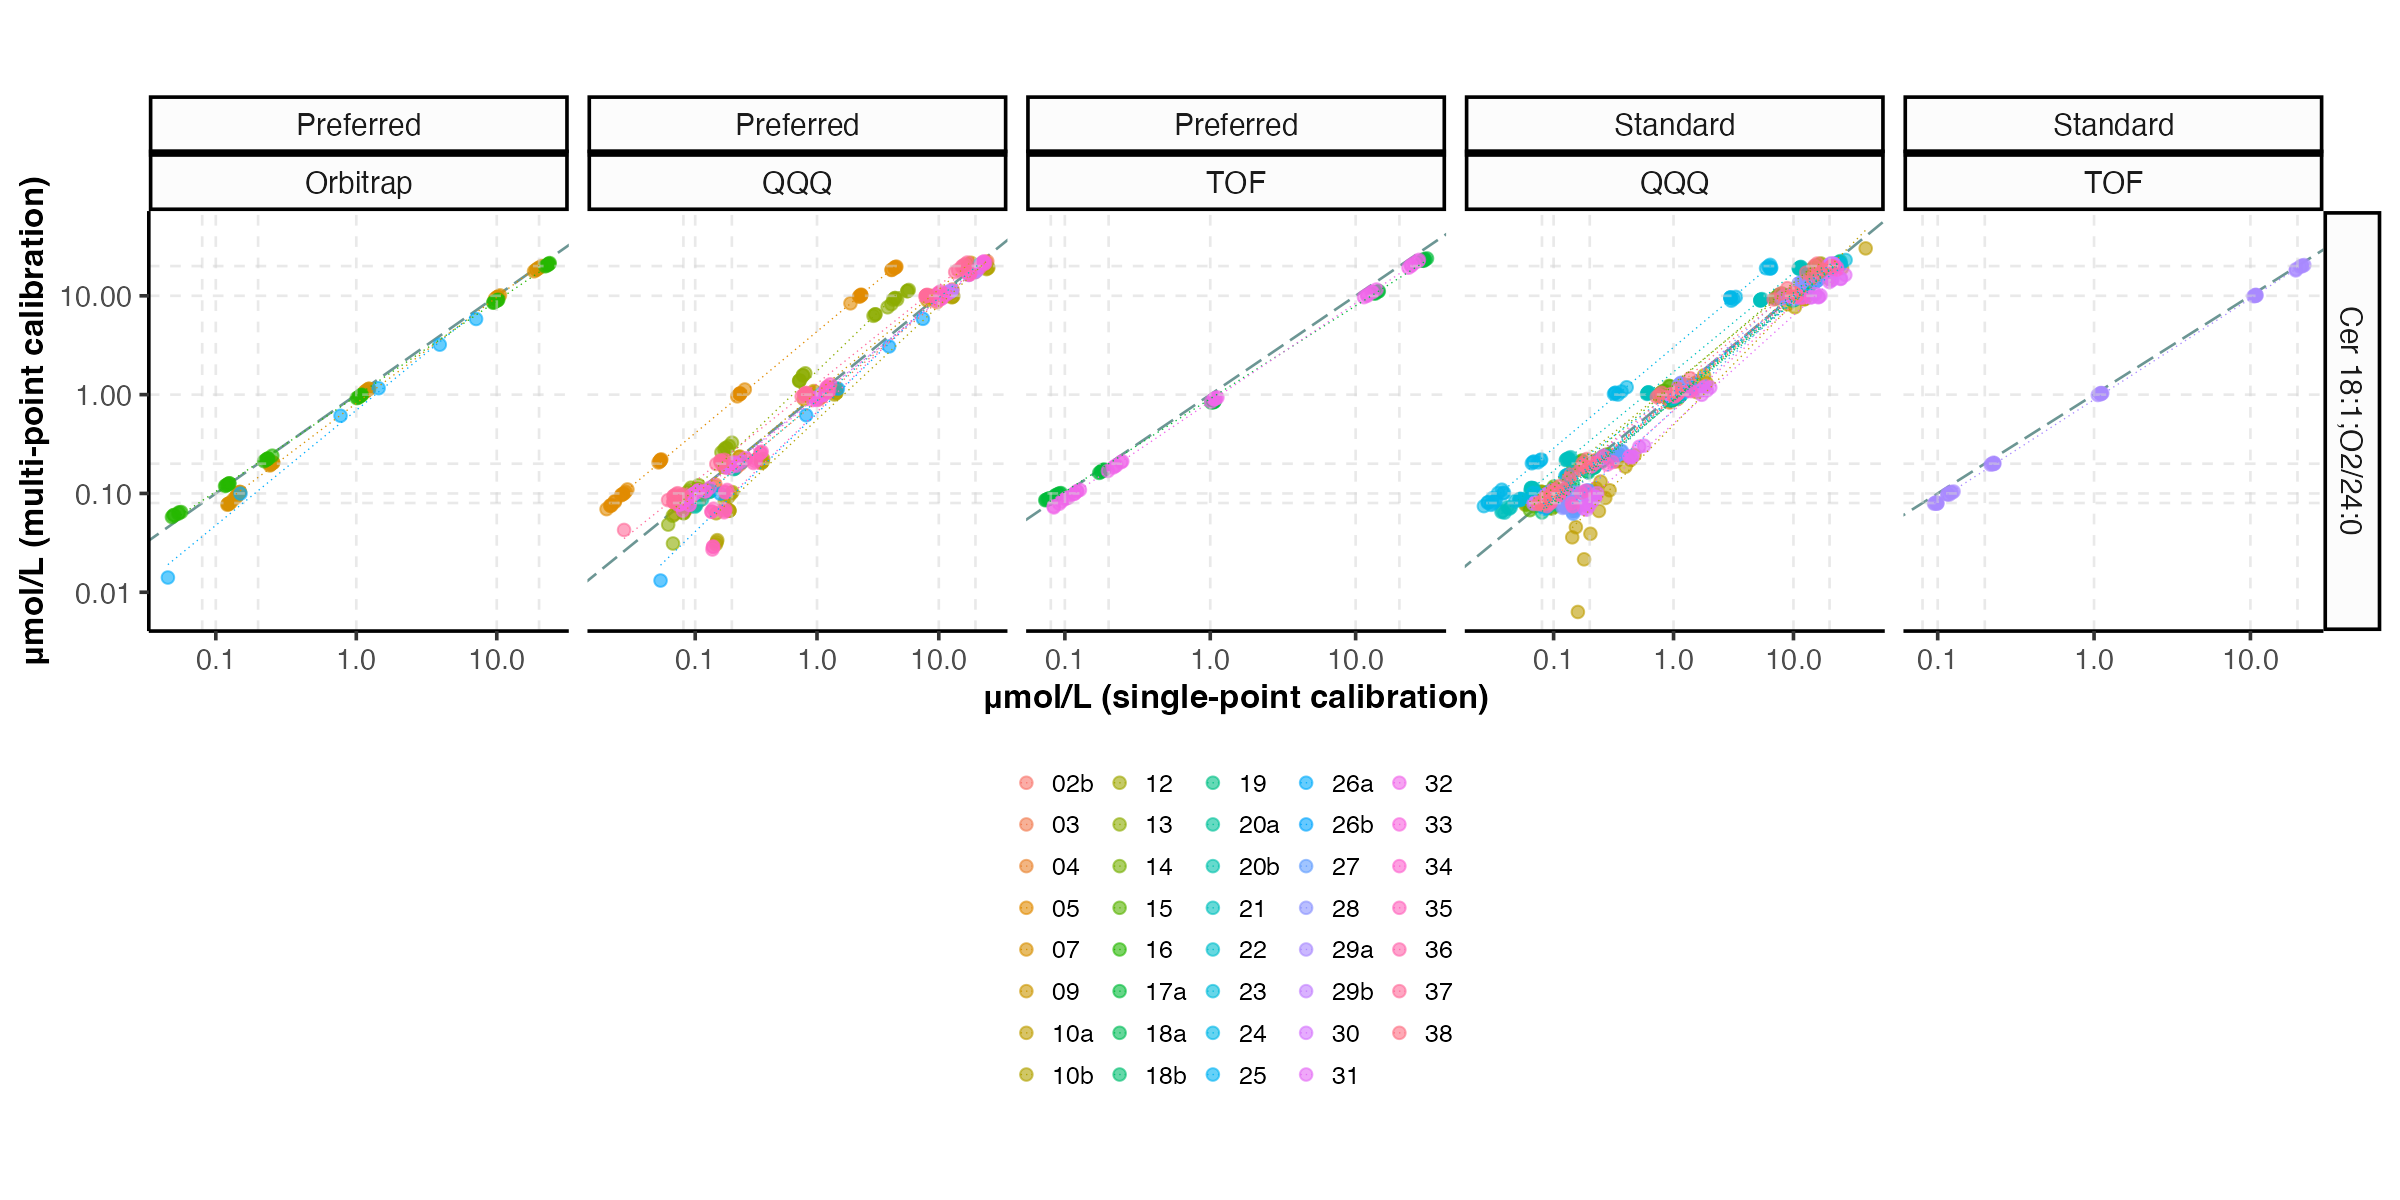 Preferred Preferred Preferred Standard Standard
Orbitrap QQQ TOF QQQ TOF
µmol/L (multi-point calibration)
10.00
1.00
0.10
0.01
Cer 18:1;O2/24:0
0.1 1.0 10.0 0.1 1.0 10.0 0.1 1.0 10.0 0.1 1.0 10.0 0.1 1.0 10.0
µmol/L (single-point calibration)
02b 12 19 26a 32
03 13 20a 26b 33
04 14 20b 27 34
05 15 21 28 35
07 16 22 29a 36
09 17a 23 29b 37
10a 18a 24 30 38
10b 18b 25 31